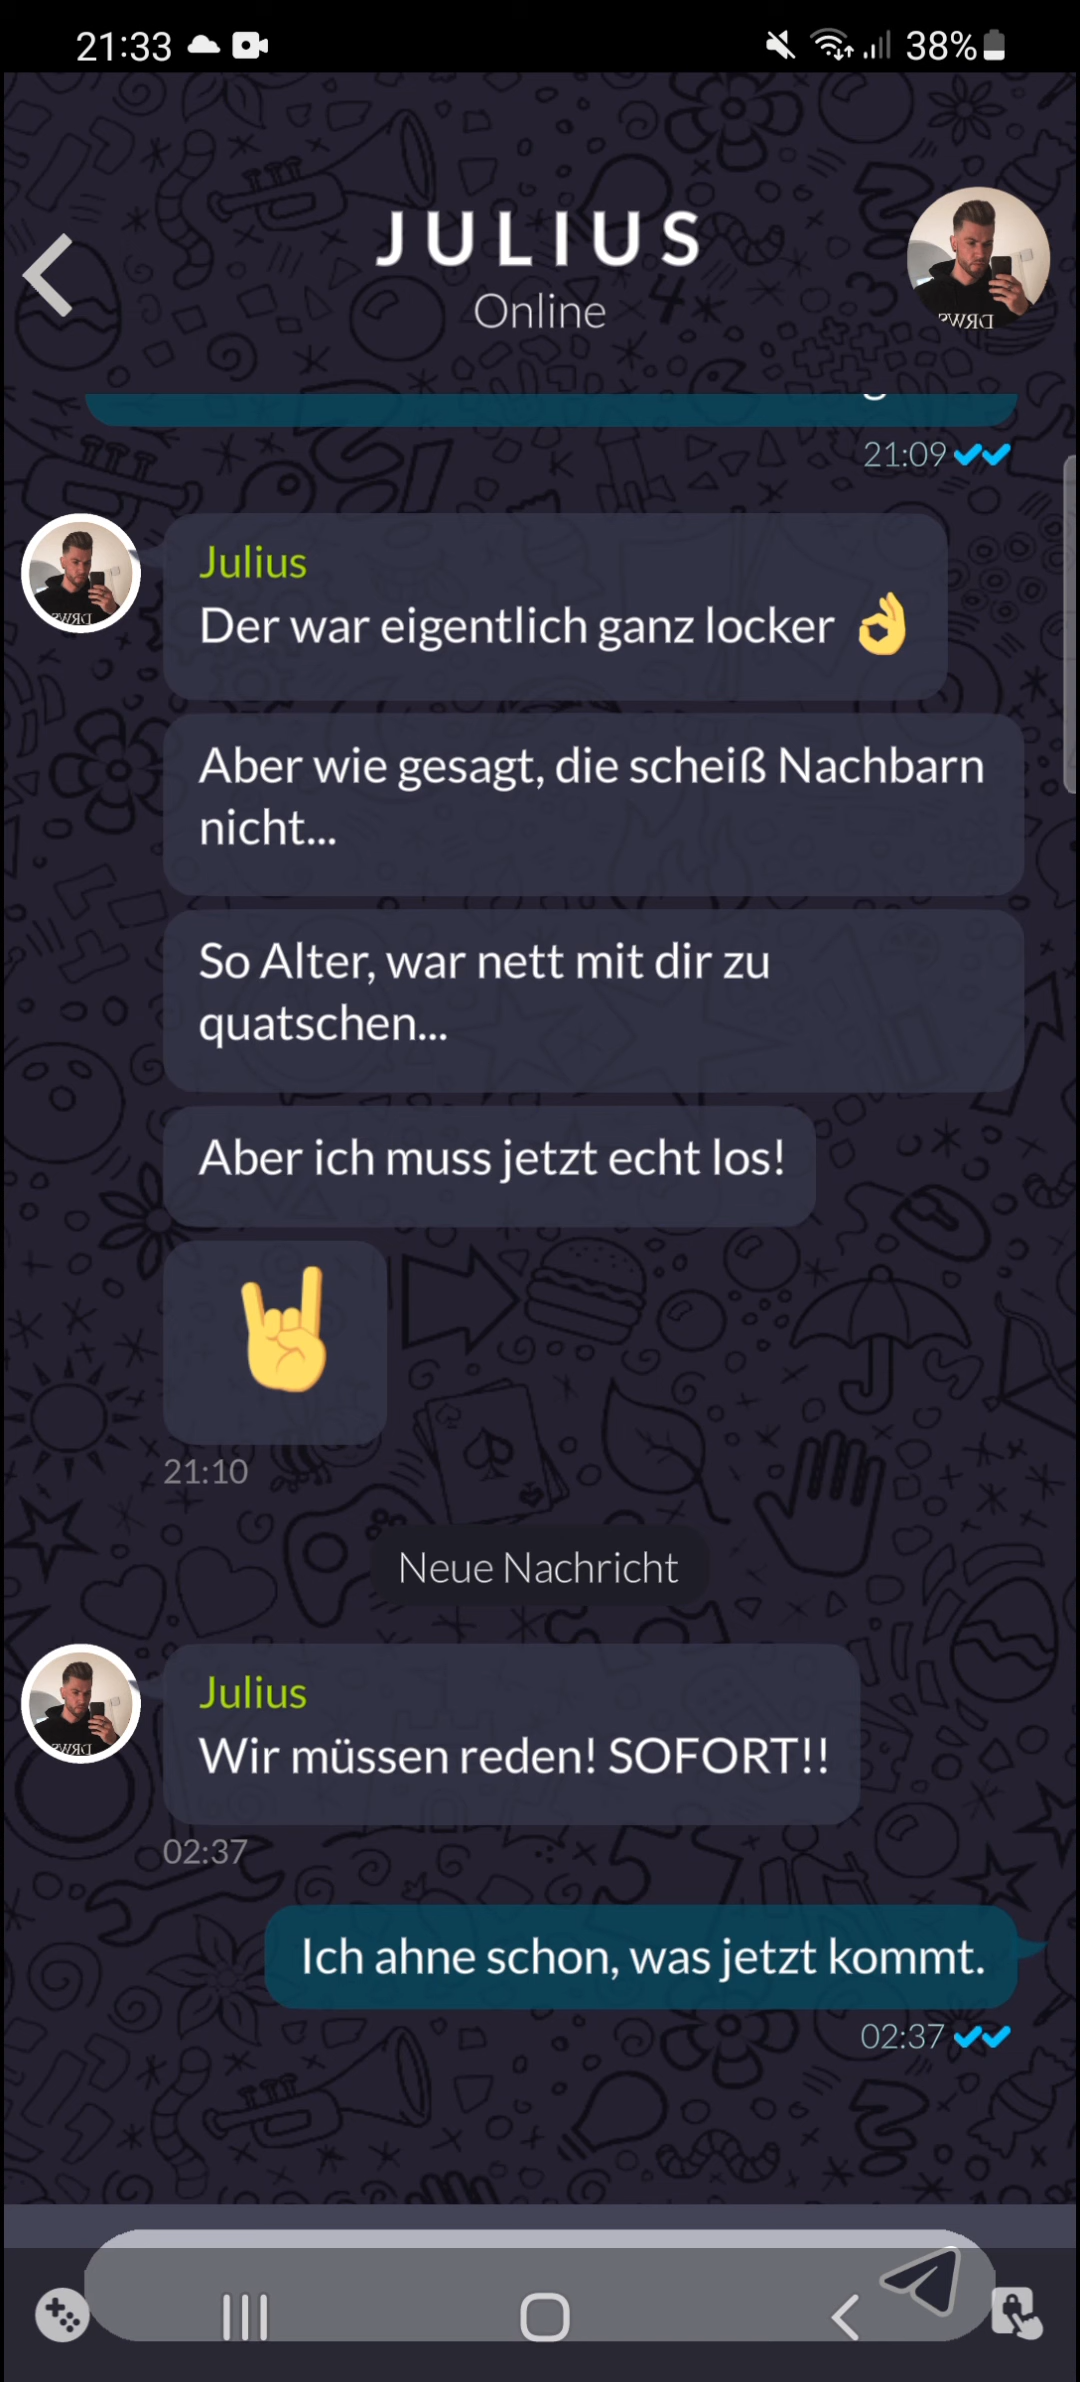 21:33
38%
JULIUS
Online
21:09
Julius
Der war eigentlich ganz locker 👌
Aber wie gesagt, die scheiß Nachbarn
nicht...
So Alter, war nett mit dir zu
quatschen...
Aber ich muss jetzt echt los!
🤘
21:10
Neue Nachricht
Julius
Wir müssen reden! SOFORT!!
02:37
Ich ahne schon, was jetzt kommt.
02:37